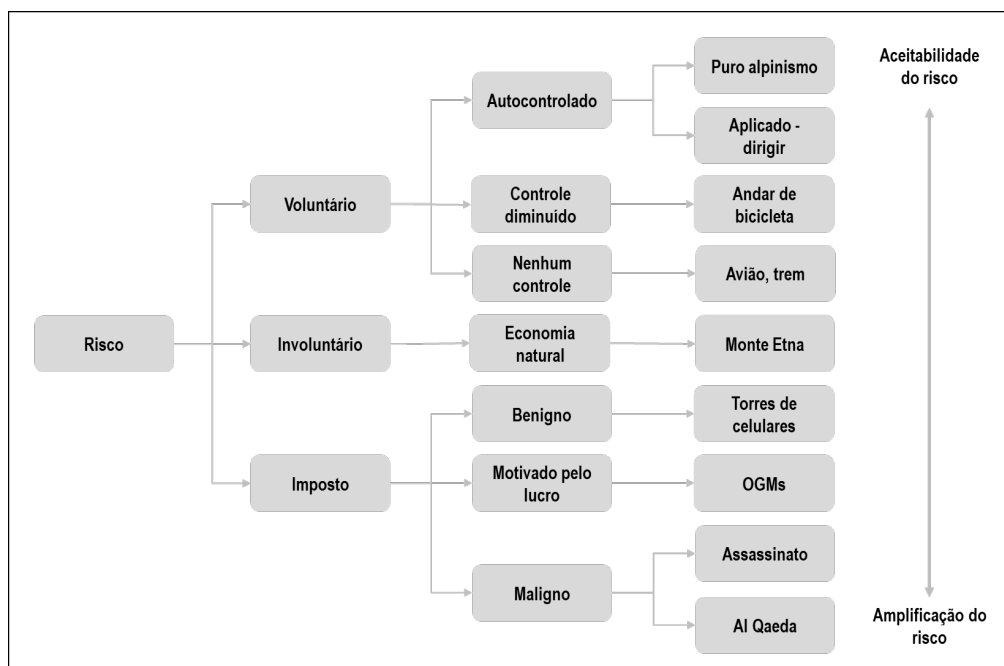 Puro alpinismo
Aceitabilidade
do risco
Autocontrolado
Aplicado -
dirigir
Voluntário
Controle
diminuído
Andar de
bicicleta
Nenhum
controle
Avião, trem
Risco
Involuntário
Economia
natural
Monte Etna
Benigno
Torres de
celulares
Imposto
Motivado pelo
lucro
OGMs
Assassinato
Maligno
Al Qaeda
Amplificação do
risco